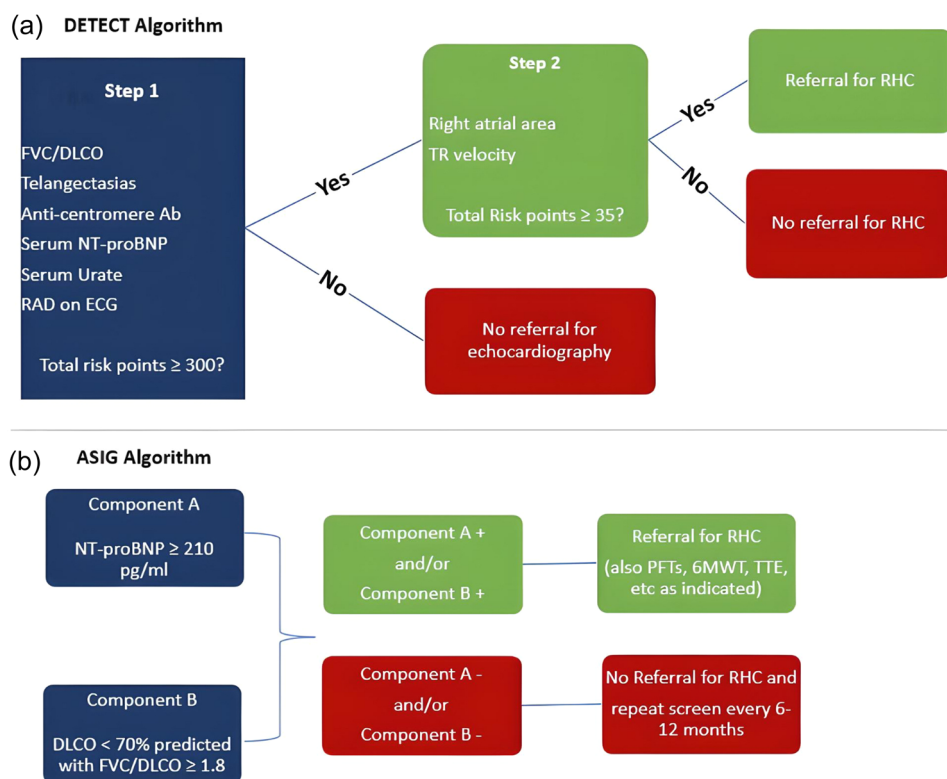 (a) DETECT Algorithm
Step 1
FVC/DLCO
Telangectasias
Anti-centromere Ab
Serum NT-proBNP
Serum Urate
RAD on ECG
Total risk points ≥ 300?
Yes
No
Step 2
Right atrial area
TR velocity
Total Risk points ≥ 35?
No referral for
echocardiography
Yes
No
Referral for RHC
No referral for RHC
(b) ASIG Algorithm
Component A
NT-proBNP ≥ 210
pg/ml
Component B
DLCO < 70% predicted
with FVC/DLCO ≥ 1.8
Component A +
and/or
Component B +
Referral for RHC
(also PFTs, 6MWT, TTE,
etc as indicated)
Component A -
and/or
Component B -
No Referral for RHC and
repeat screen every 6-
12 months